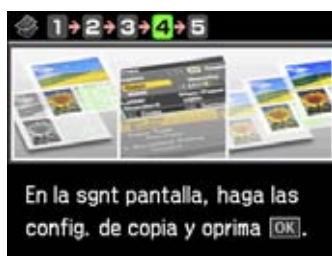 1 2 3 4 5
En la sgnt pantalla, haga las
config. de copia y oprima OK.